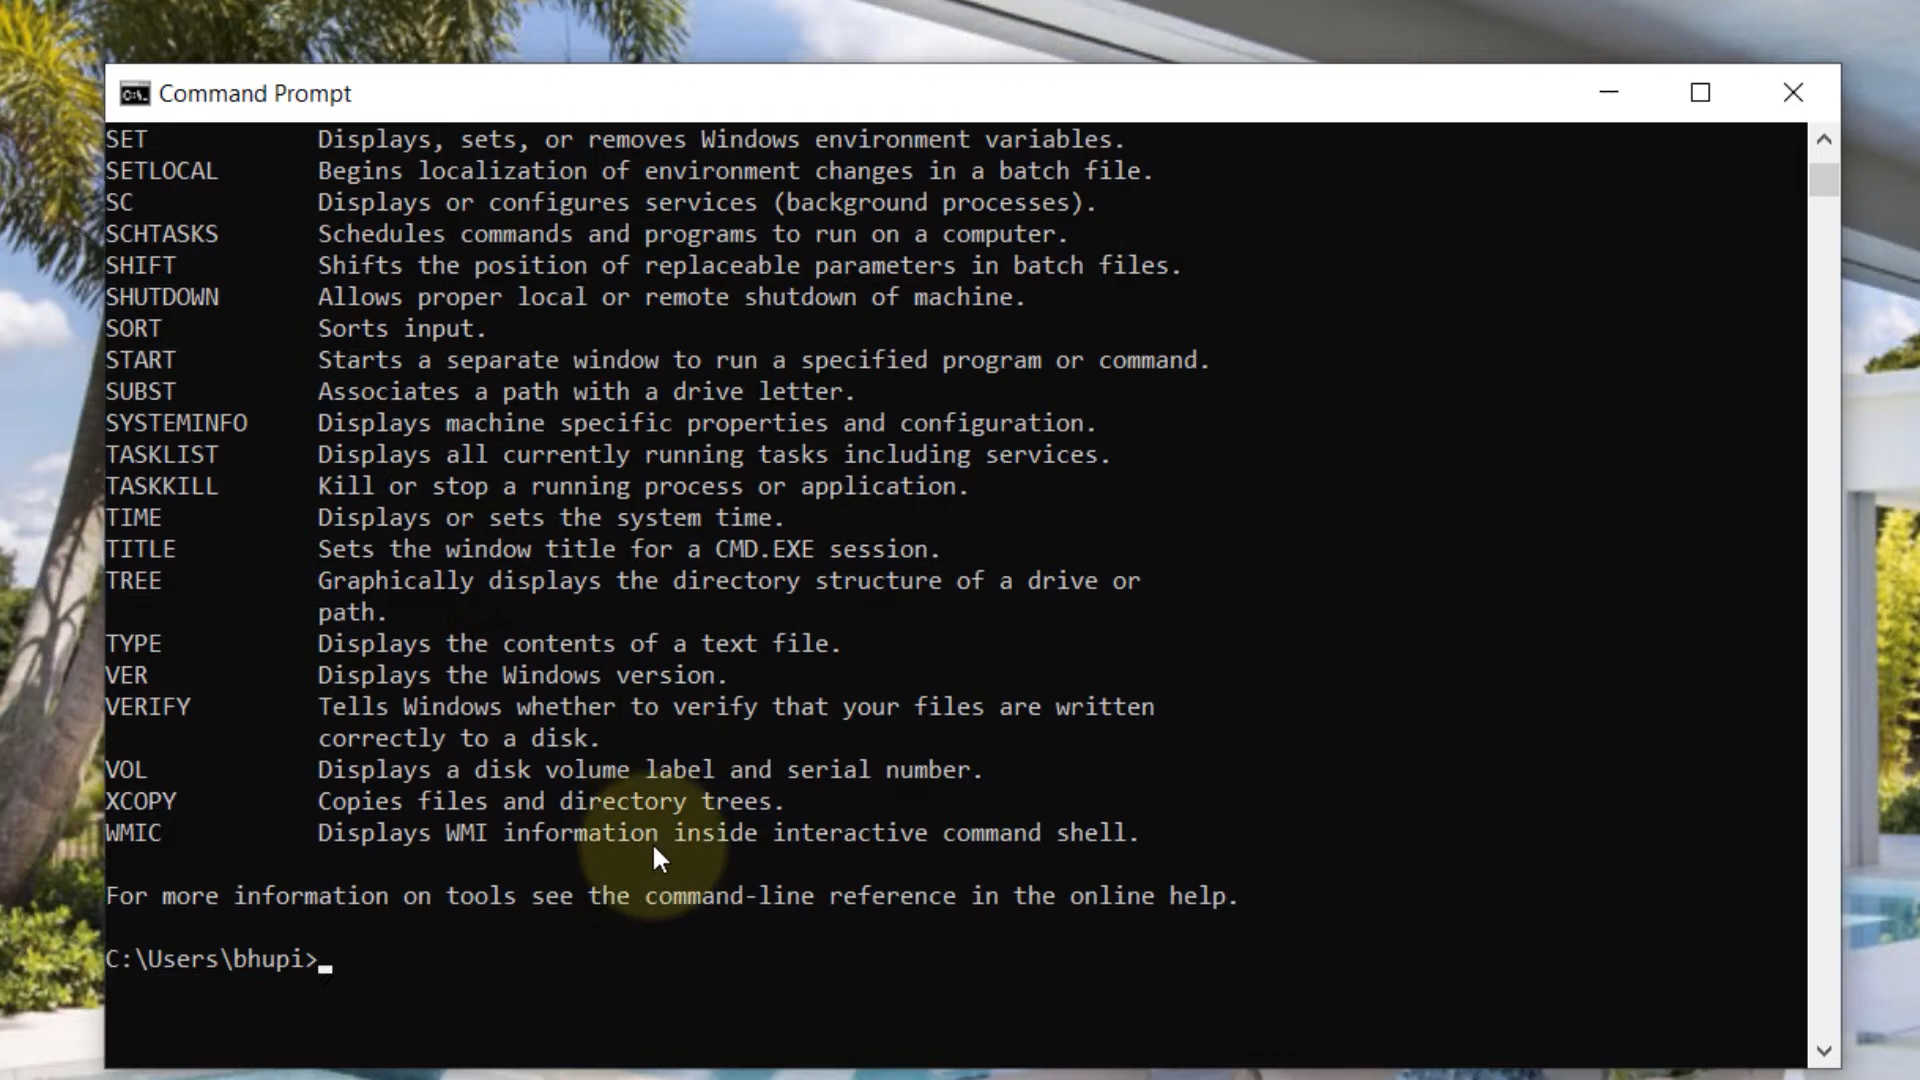 Command Prompt
SET Displays, sets, or removes Windows environment variables.
SETLOCAL Begins localization of environment changes in a batch file.
SC Displays or configures services (background processes).
SCHTASKS Schedules commands and programs to run on a computer.
SHIFT Shifts the position of replaceable parameters in batch files.
SHUTDOWN Allows proper local or remote shutdown of machine.
SORT Sorts input.
START Starts a separate window to run a specified program or command.
SUBST Associates a path with a drive letter.
SYSTEMINFO Displays machine specific properties and configuration.
TASKLIST Displays all currently running tasks including services.
TASKKILL Kill or stop a running process or application.
TIME Displays or sets the system time.
TITLE Sets the window title for a CMD.EXE session.
TREE Graphically displays the directory structure of a drive or
path.
TYPE Displays the contents of a text file.
VER Displays the Windows version.
VERIFY Tells Windows whether to verify that your files are written
correctly to a disk.
VOL Displays a disk volume label and serial number.
XCOPY Copies files and directory trees.
WMIC Displays WMI information inside interactive command shell.
For more information on tools see the command-line reference in the online help.
C:\Users\bhupi>